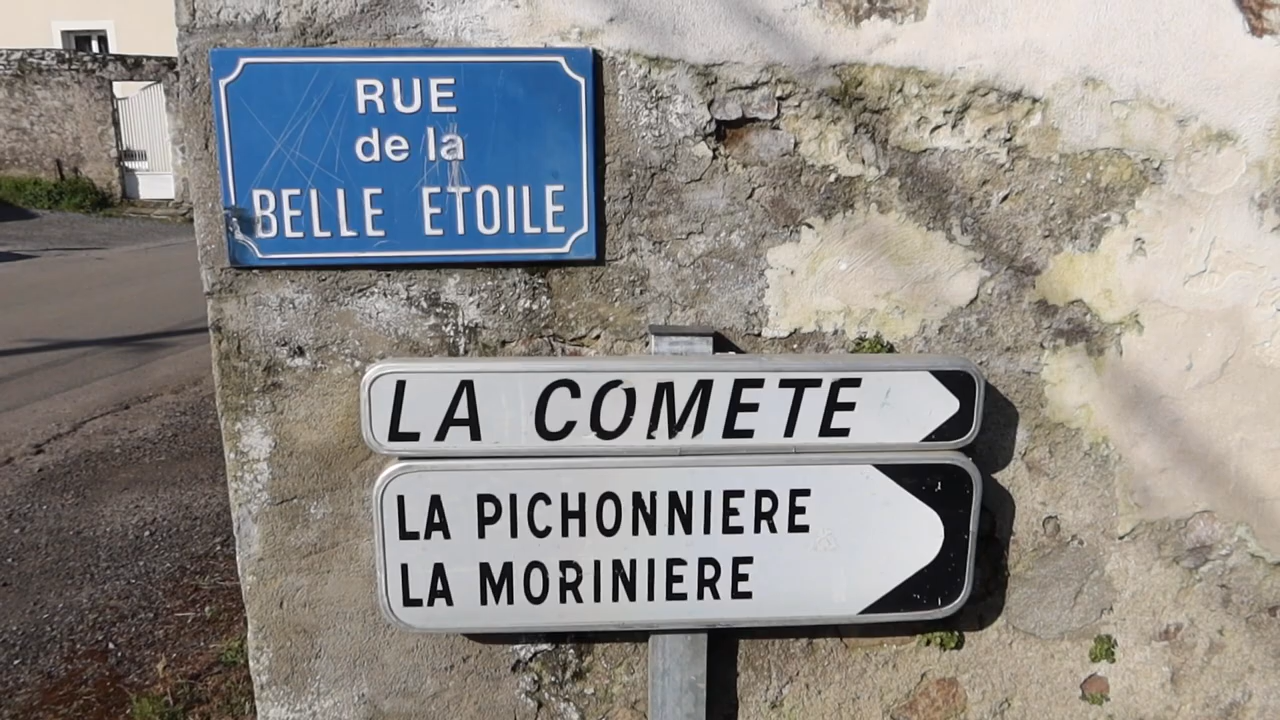 RUE
de la
BELLE ETOILE
LA COMETE
LA PICHONNIERE
LA MORINIERE